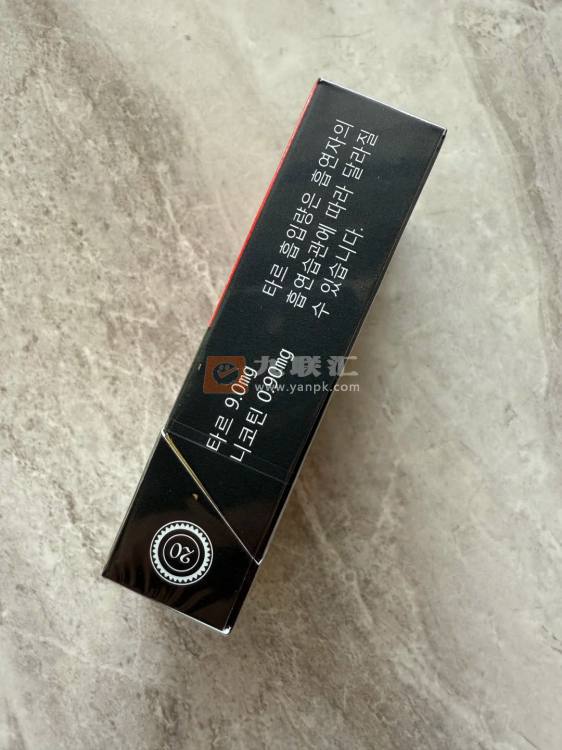 타르 흡입량은 흡연자의
흡연습관에 따라 달라질
수 있습니다.
타르 9.0mg
니코틴 0.90mg
20
联汇
www.yanpk.com